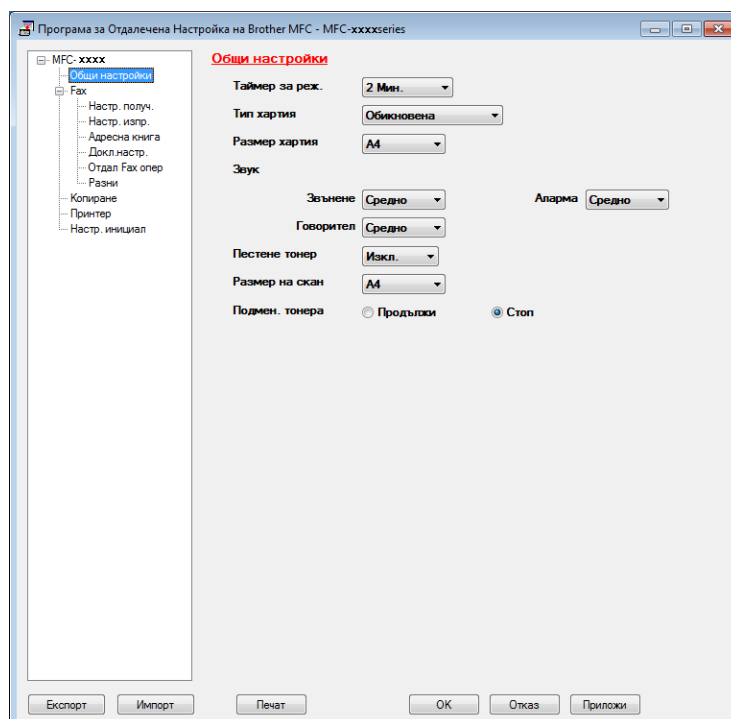 Програма за Отдалечена Настройка на Brother MFC - MFC-xxxxseries
MFC- xxxx
Общи настройки
Fax
Настр. получ.
Настр. изпр.
Адресна книга
Докл.настр.
Отдал Fax опер
Разни
Копиране
Принтер
Настр. инициал
Общи настройки
Таймер за реж. 2 Мин.
Тип хартия Обикновена
Размер хартия A4
Звук
Звънене Средно Аларма Средно
Говорител Средно
Пестене тонер Изкл.
Размер на скан A4
Подмен. тонера Продължи Стоп
Експорт Импорт Печат OK Отказ Приложи